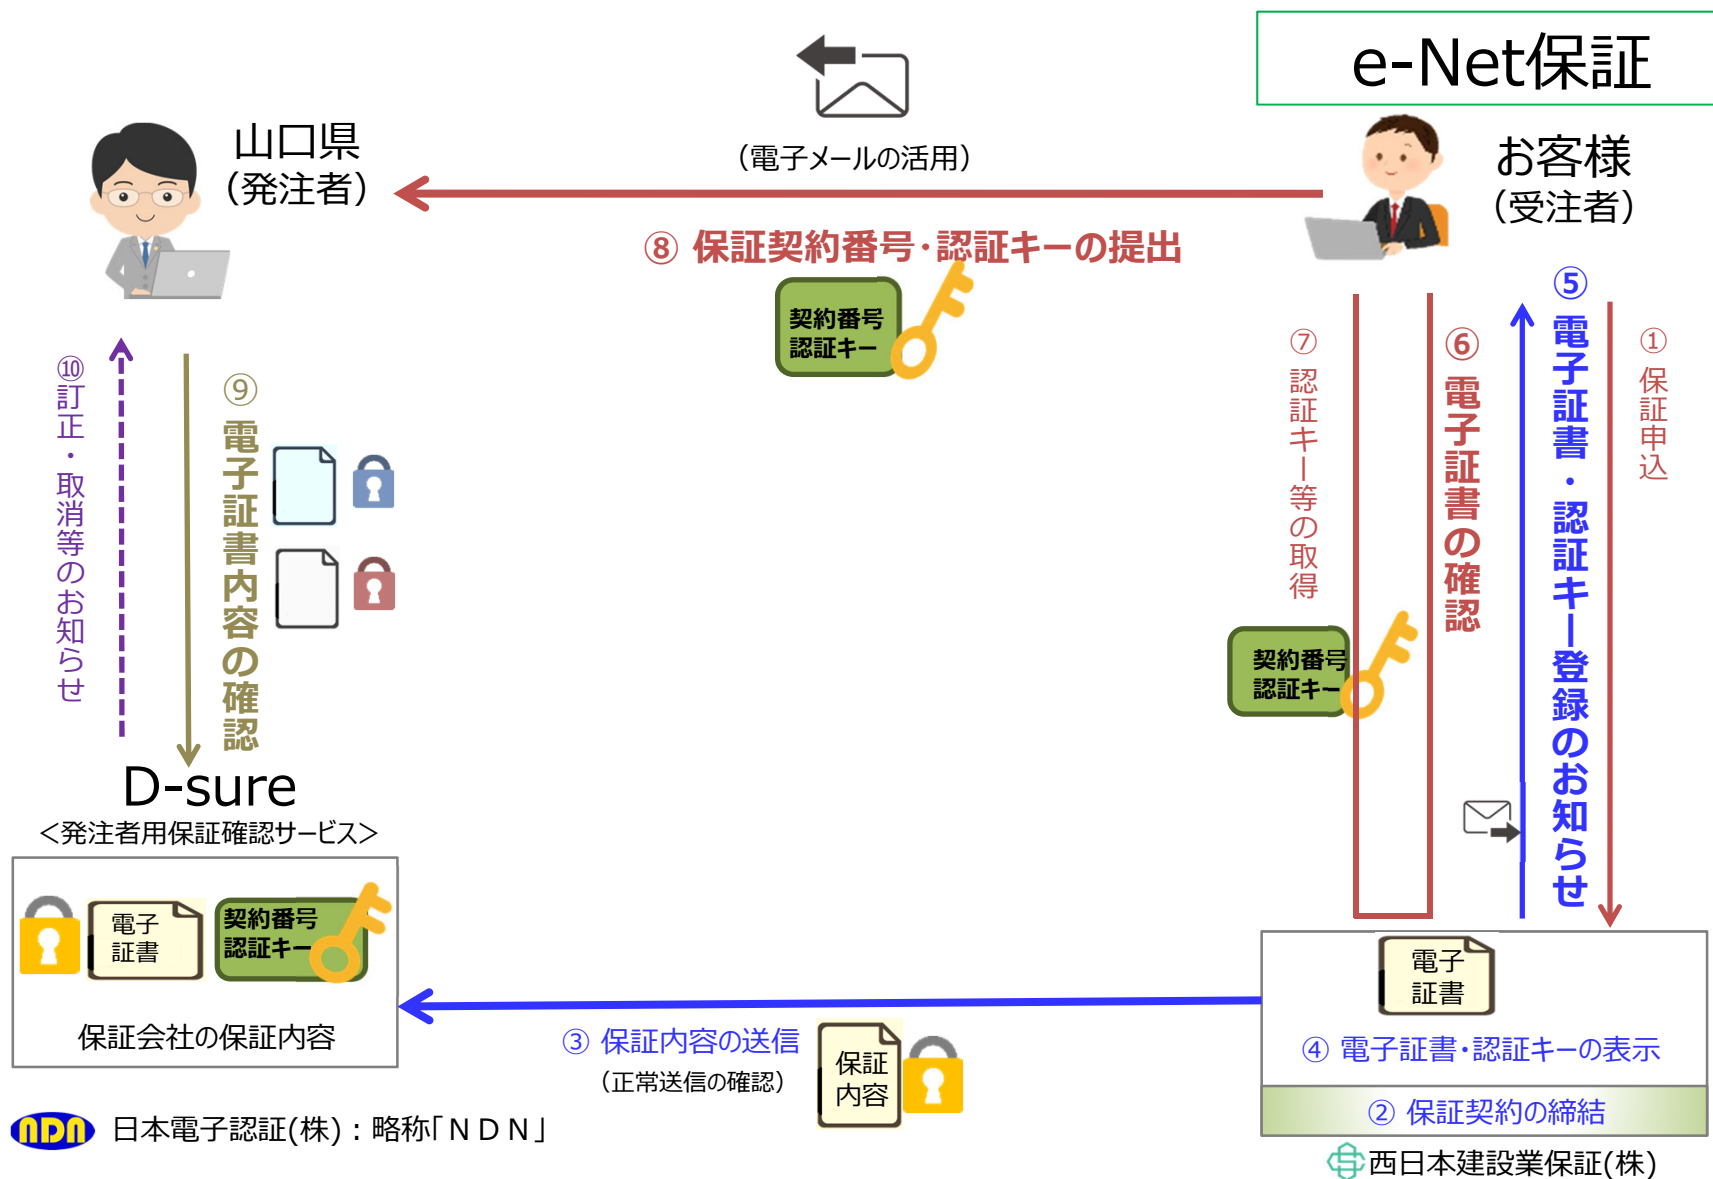 e-Net保証
山口県
（発注者）
（電子メールの活用）
お客様
（受注者）
⑧ 保証契約番号・認証キーの提出
契約番号
認証キー
⑩訂正・取消等のお知らせ
⑨電子証書内容の確認
⑦認証キー等の取得
⑥電子証書の確認
⑤電子証書・認証キー登録のお知らせ
①保証申込
契約番号
認証キー
D-sure
＜発注者用保証確認サービス＞
電子
証書
契約番号
認証キー
保証会社の保証内容
③ 保証内容の送信
（正常送信の確認）
保証
内容
電子
証書
④ 電子証書・認証キーの表示
② 保証契約の締結
NDN
日本電子認証(株)：略称「ＮＤＮ」
西日本建設業保証(株)